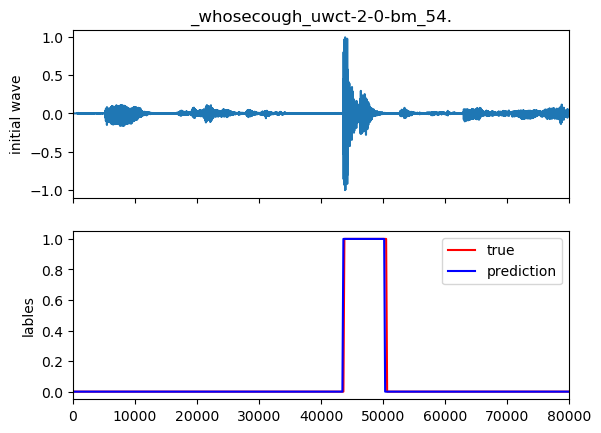 _whosecough_uwct-2-0-bm_54.
1.0
0.5
0.0
−0.5
−1.0
initial wave
1.0
0.8
0.6
0.4
0.2
0.0
lables
true
prediction
0 10000 20000 30000 40000 50000 60000 70000 80000